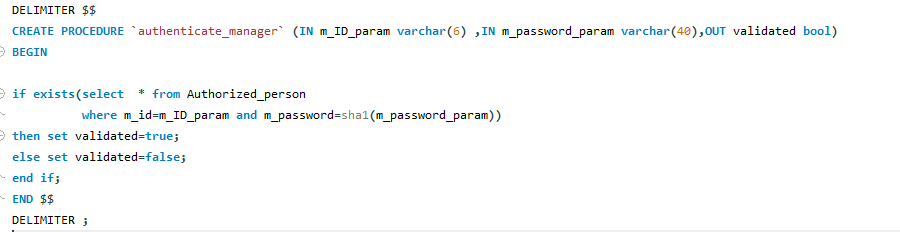 DELIMITER $$
CREATE PROCEDURE `authenticate_manager` (IN m_ID_param varchar(6) ,IN m_password_param varchar(40),OUT validated bool)
BEGIN
if exists(select  * from Authorized_person
where m_id=m_ID_param and m_password=sha1(m_password_param))
then set validated=true;
else set validated=false;
end if;
END $$
DELIMITER ;